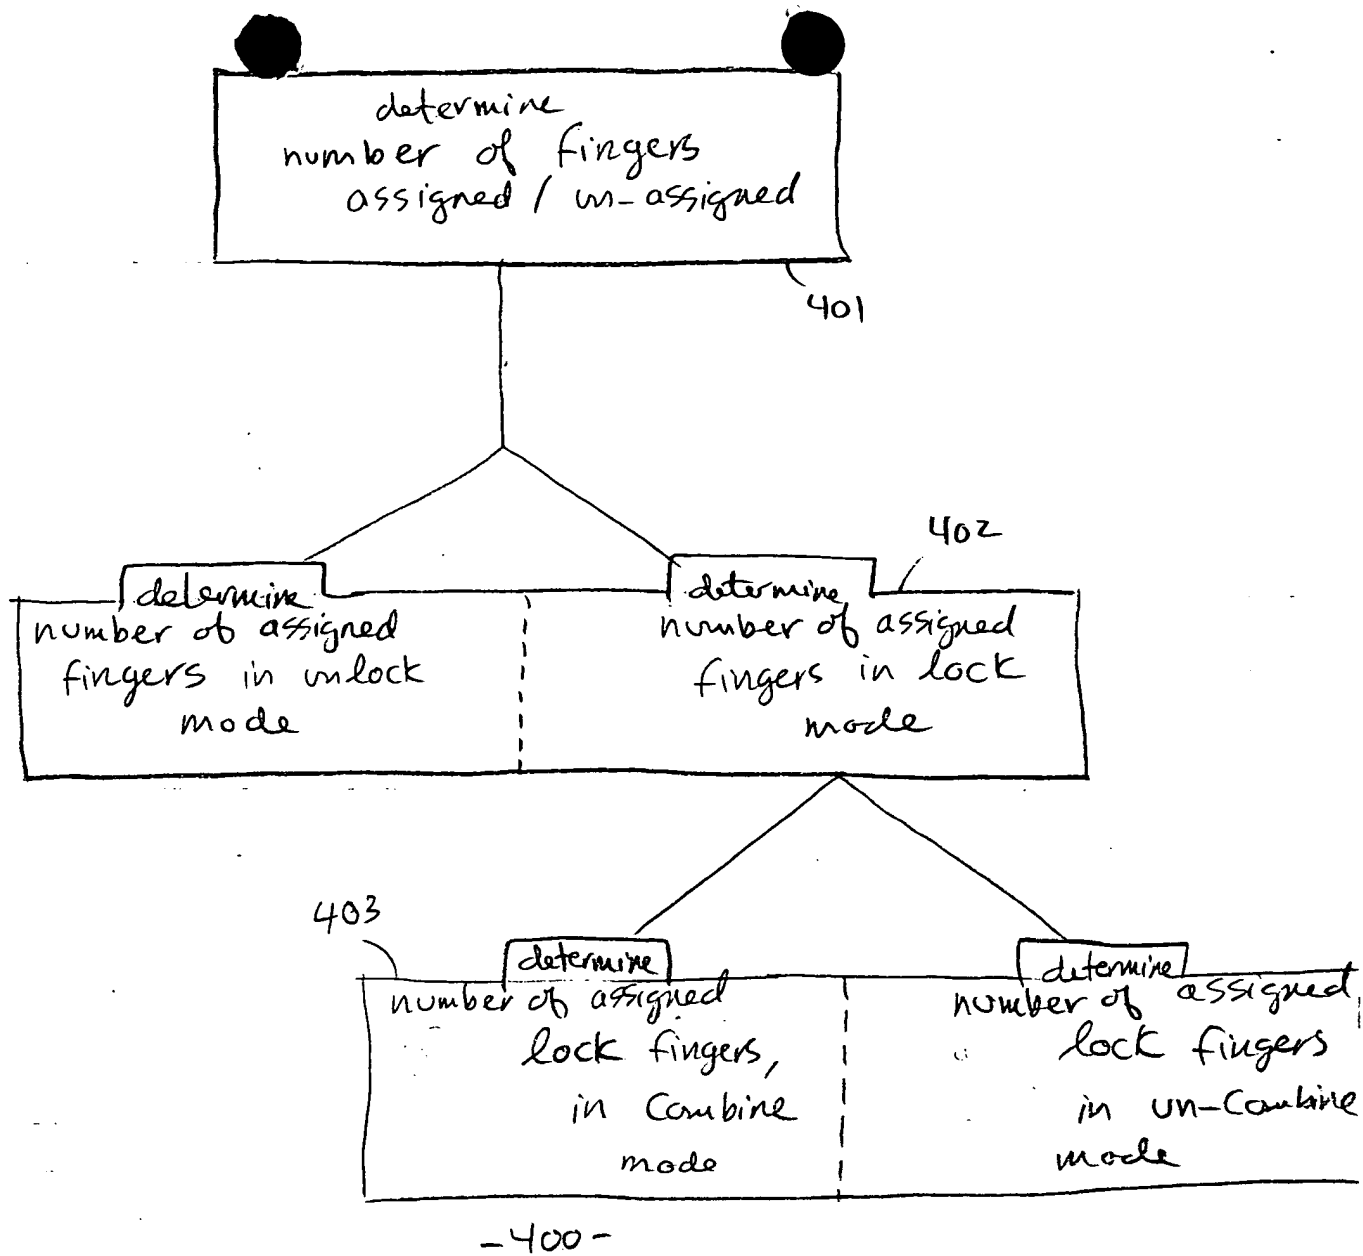 determine
number of fingers
assigned / un-assigned
401
402
determine
number of assigned
fingers in unlock
mode
determine
number of assigned
fingers in lock
mode
403
determine
number of assigned
lock fingers,
in Combine
mode
determine
number of assigned
lock fingers
in un-Combine
mode
-400-